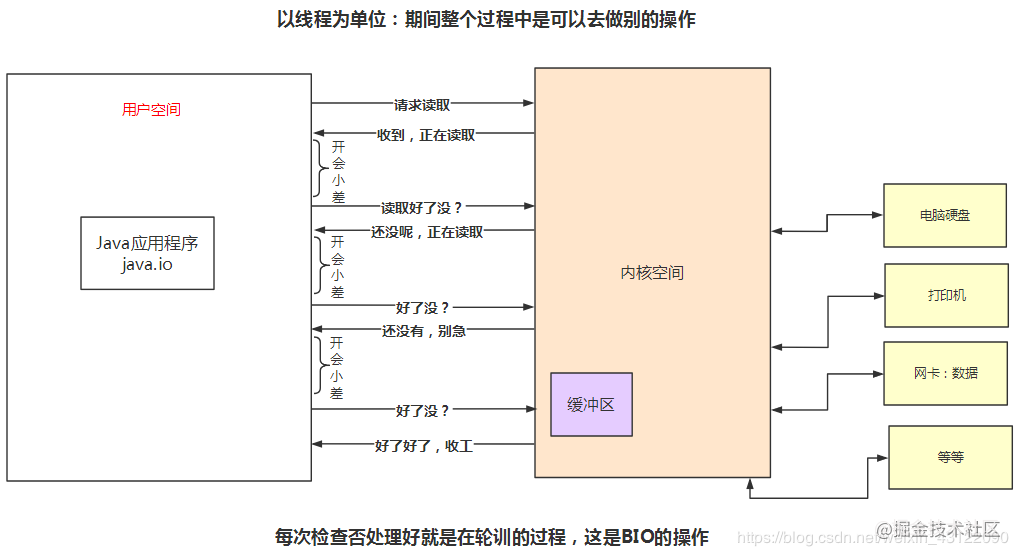 以线程为单位：期间整个过程中是可以去做别的操作
用户空间
Java应用程序
java.io
请求读取
收到，正在读取
开
会
小
差
读取好了没？
还没呢，正在读取
开
会
小
差
好了没？
还没有，别急
开
会
小
差
好了没？
好了好了，收工
内核空间
缓冲区
电脑硬盘
打印机
网卡：数据
等等
每次检查否处理好就是在轮训的过程，这是BIO的操作
@掘金技术社区